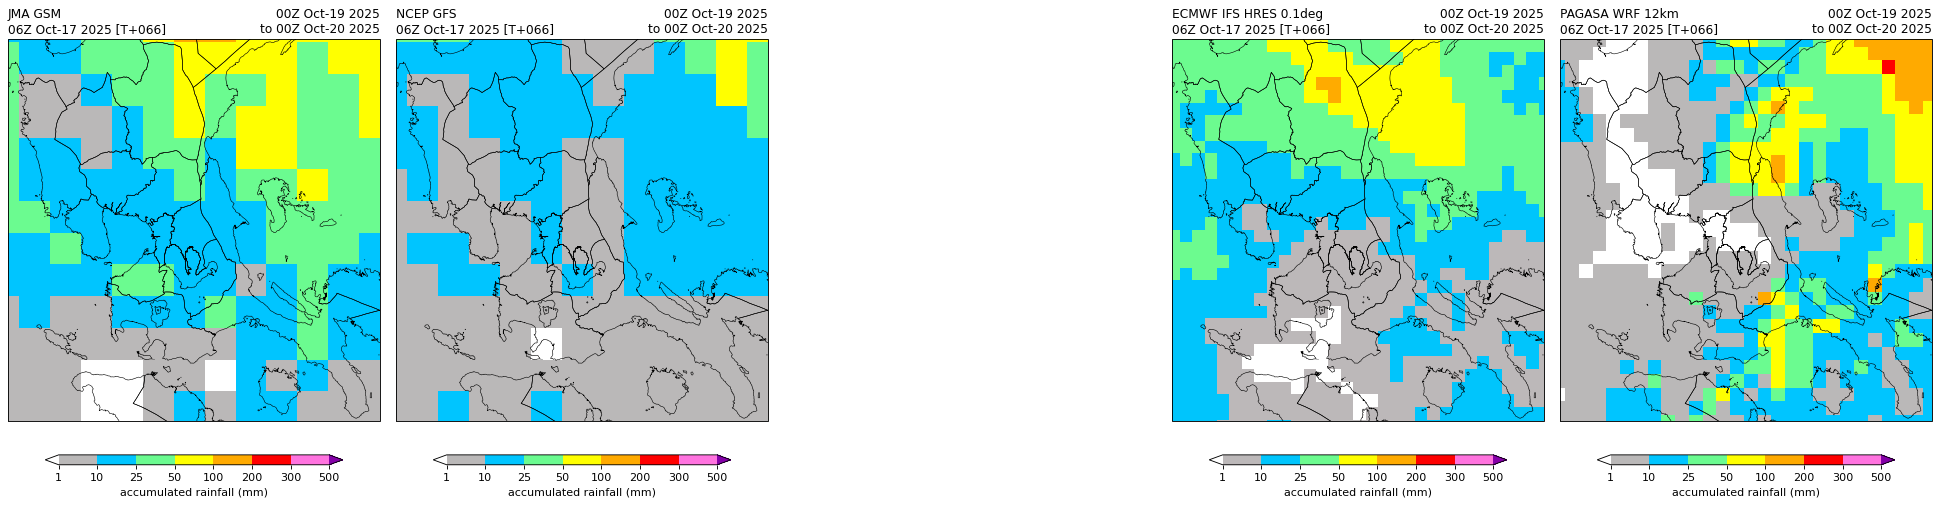 JMA GSM 00Z Oct-19 2025
06Z Oct-17 2025 [T+066] to 00Z Oct-20 2025
1 10 25 50 100 200 300 500
accumulated rainfall (mm)
NCEP GFS 00Z Oct-19 2025
06Z Oct-17 2025 [T+066] to 00Z Oct-20 2025
1 10 25 50 100 200 300 500
accumulated rainfall (mm)
ECMWF IFS HRES 0.1deg 00Z Oct-19 2025
06Z Oct-17 2025 [T+066] to 00Z Oct-20 2025
1 10 25 50 100 200 300 500
accumulated rainfall (mm)
PAGASA WRF 12km 00Z Oct-19 2025
06Z Oct-17 2025 [T+066] to 00Z Oct-20 2025
1 10 25 50 100 200 300 500
accumulated rainfall (mm)